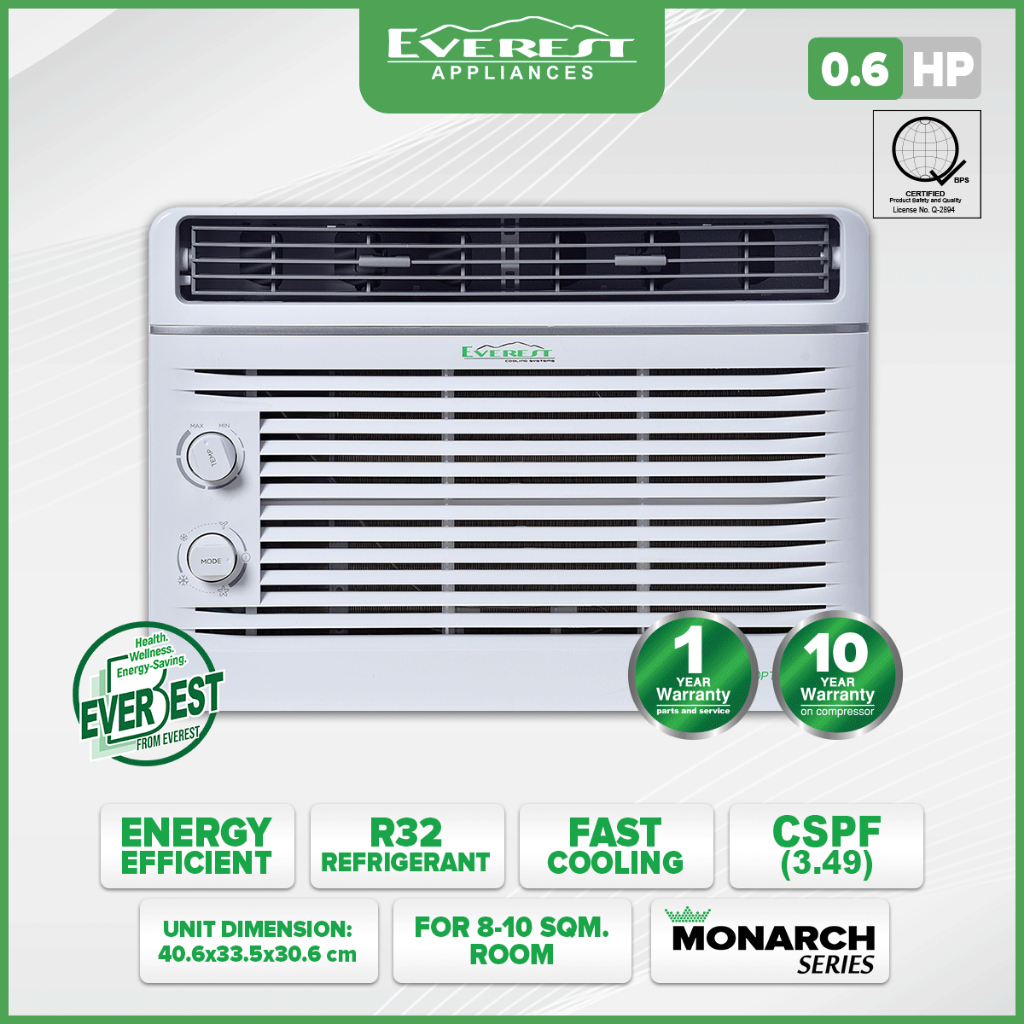 EVEREST
APPLIANCES
0.6 HP
BPS
CERTIFIED
Product Safety and Quality
License No. Q-2894
EVEREST
COOLING SYSTEMS
MAX MIN
TEMP
MODE
Health.
Wellness.
Energy-Saving.
EVERBEST
FROM EVEREST
1
YEAR
Warranty
parts and service
10
YEAR
Warranty
on compressor
ENERGY
EFFICIENT
R32
REFRIGERANT
FAST
COOLING
CSPF
(3.49)
UNIT DIMENSION:
40.6x33.5x30.6 cm
FOR 8-10 SQM.
ROOM
MONARCH
SERIES